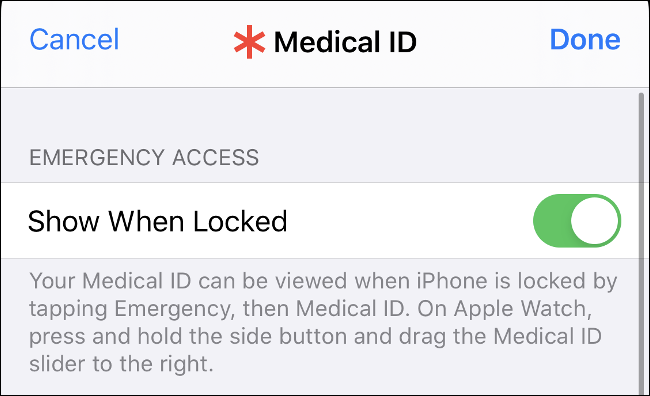 Cancel Medical ID Done
EMERGENCY ACCESS
Show When Locked
Your Medical ID can be viewed when iPhone is locked by
tapping Emergency, then Medical ID. On Apple Watch,
press and hold the side button and drag the Medical ID
slider to the right.